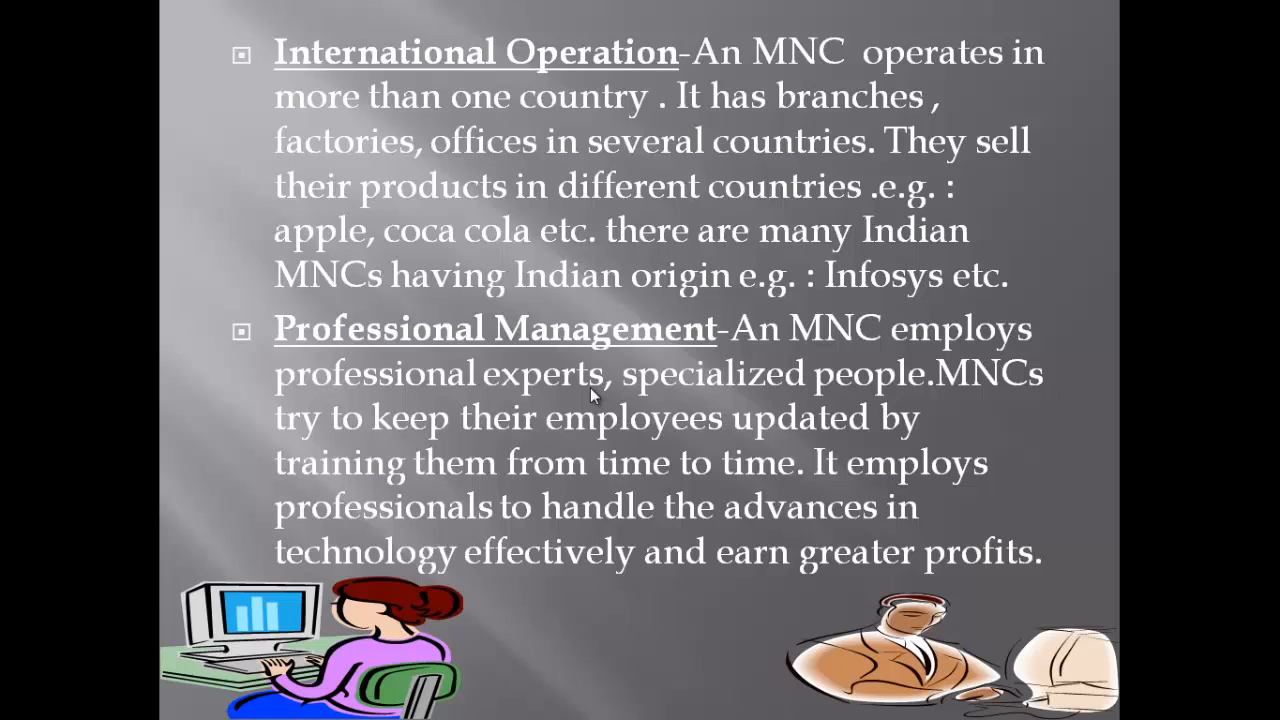 International Operation-An MNC  operates in
more than one country . It has branches ,
factories, offices in several countries. They sell
their products in different countries .e.g. :
apple, coca cola etc. there are many Indian
MNCs having Indian origin e.g. : Infosys etc.
Professional Management-An MNC employs
professional experts, specialized people.MNCs
try to keep their employees updated by
training them from time to time. It employs
professionals to handle the advances in
technology effectively and earn greater profits.